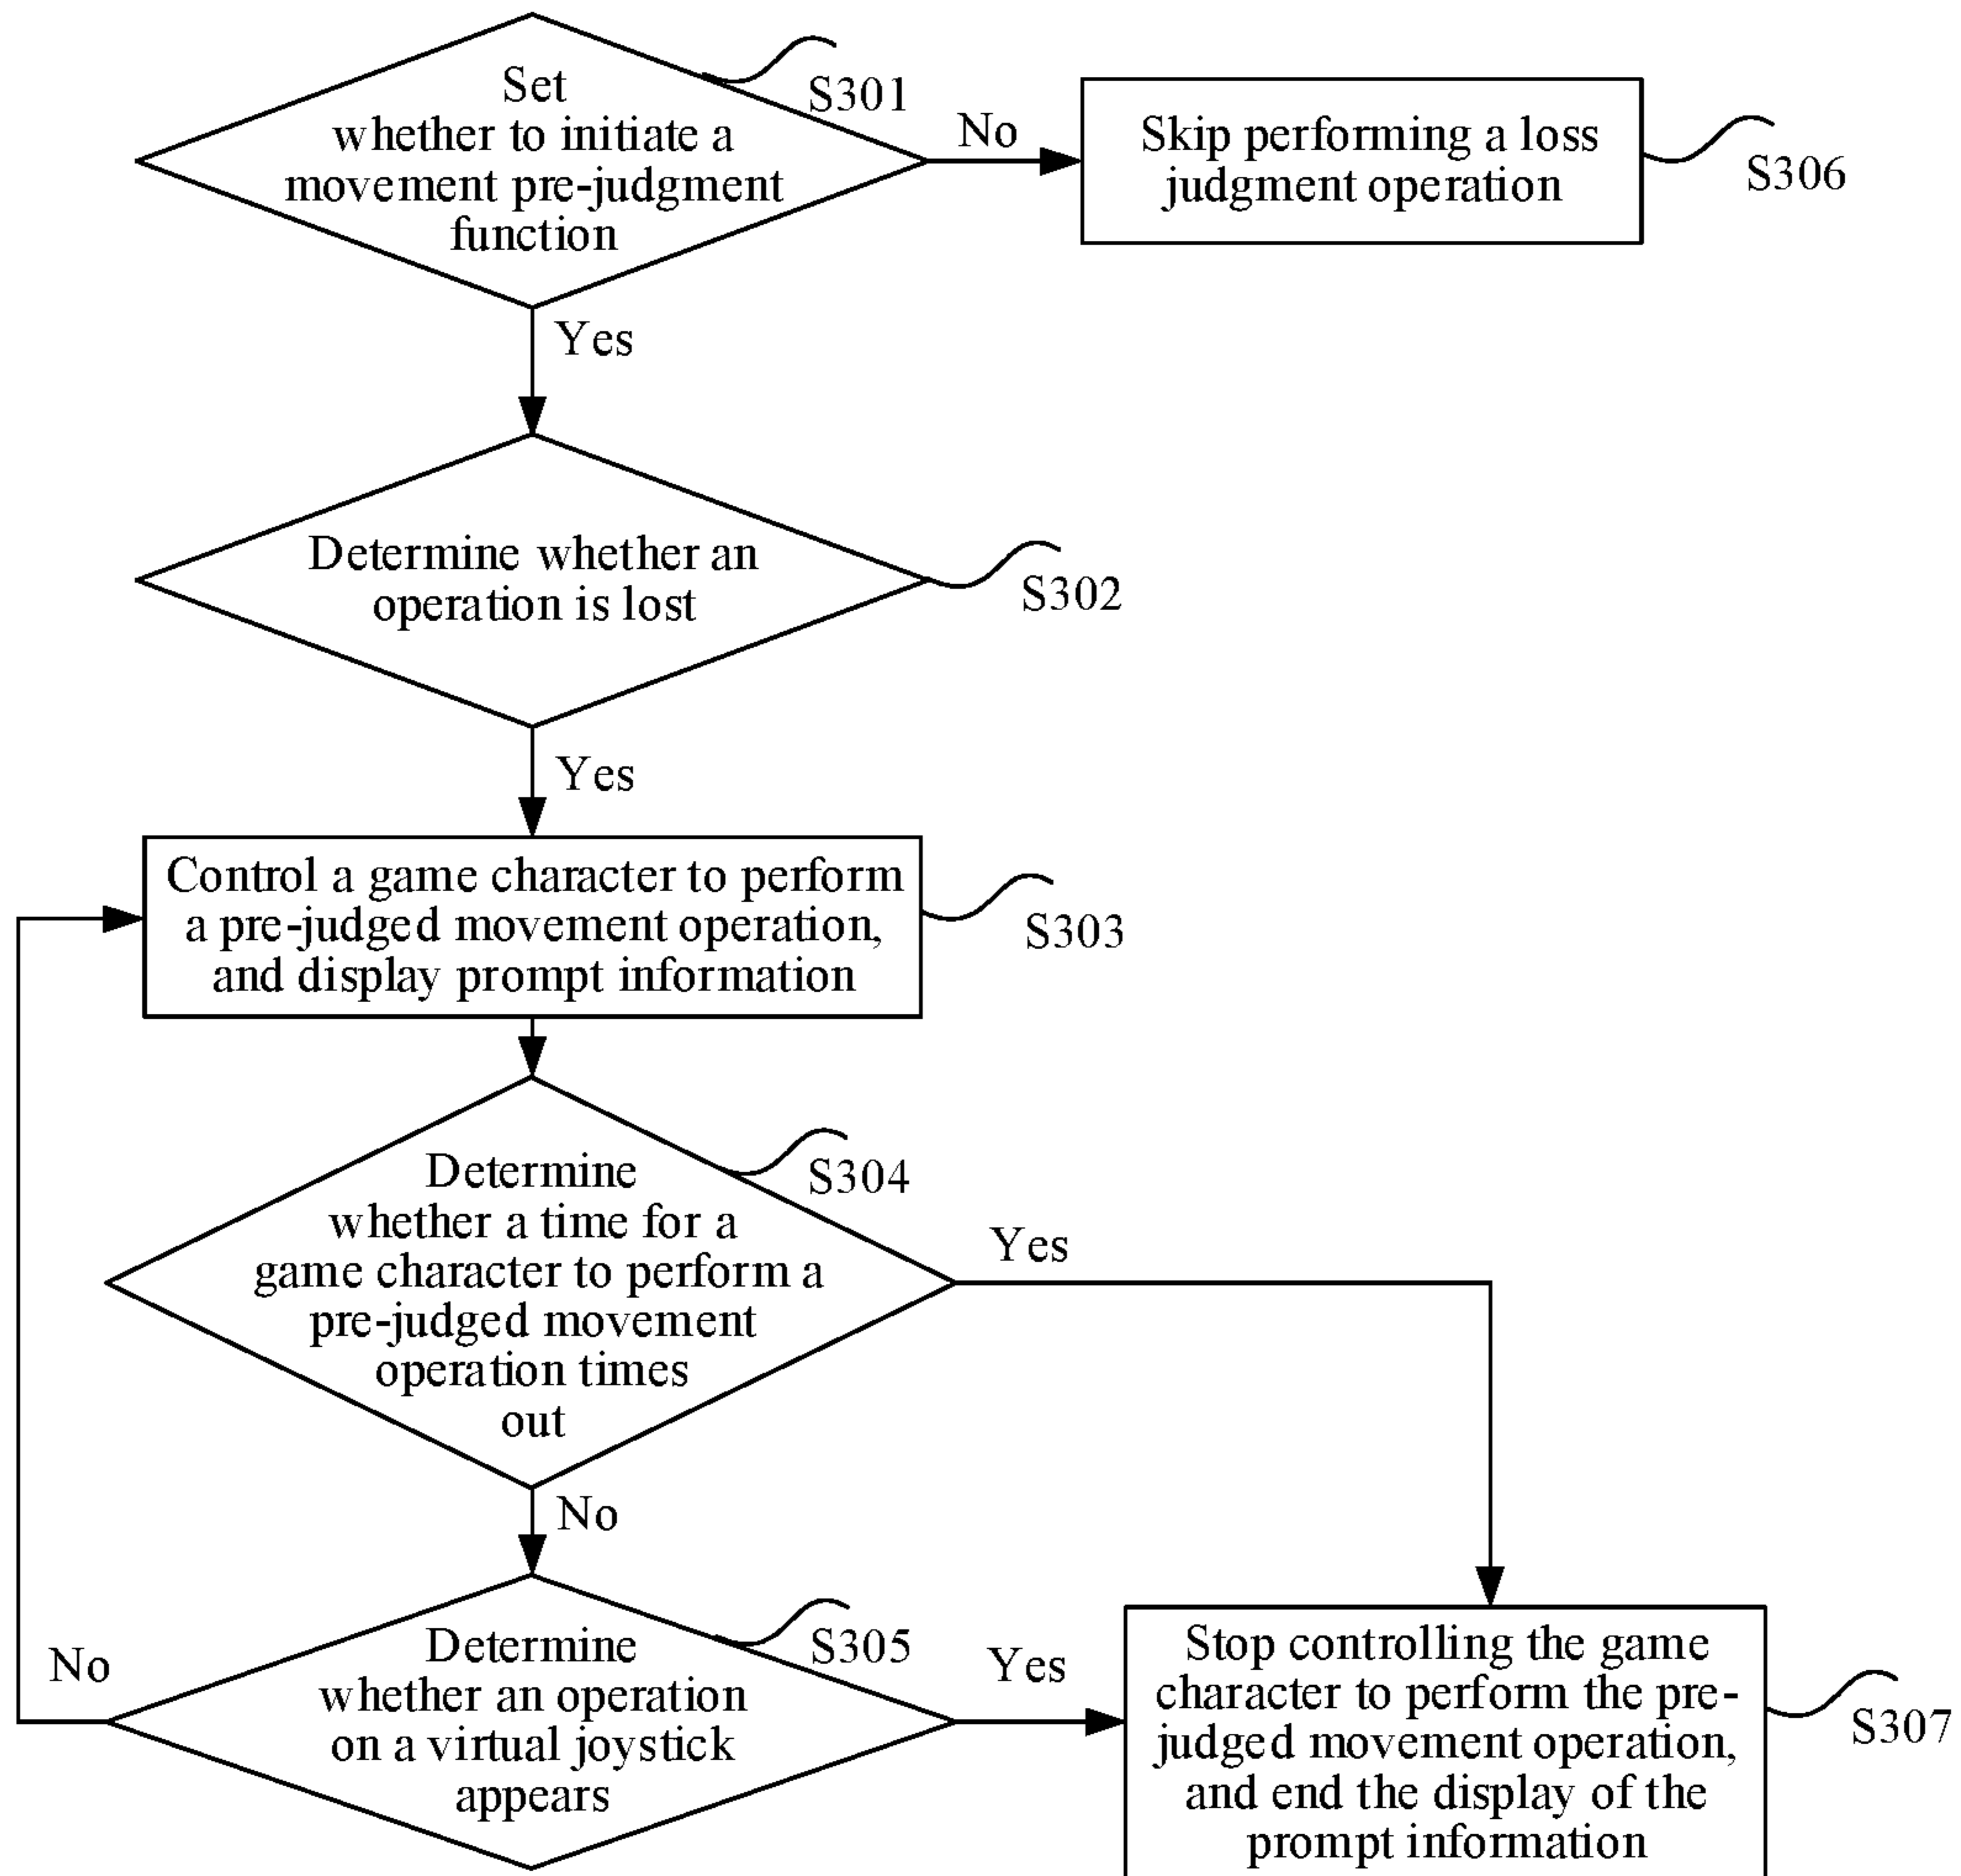 Set
whether to initiate a
movement pre-judgment
function
S301
No
Skip performing a loss
judgment operation
S306
Yes
Determine whether an
operation is lost
S302
Yes
Control a game character to perform
a pre-judged movement operation,
and display prompt information
S303
Determine
whether a time for a
game character to perform a
pre-judged movement
operation times
out
S304
Yes
No
Determine
whether an operation
on a virtual joystick
appears
S305
No
Yes
Stop controlling the game
character to perform the pre-
judged movement operation,
and end the display of the
prompt information
S307